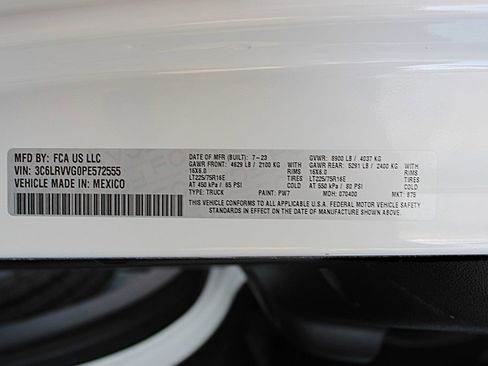 MFD BY: FCA US LLC
VIN: 3C6LRVVG0PE572555
VEHICLE MADE IN: MEXICO
DATE OF MFR (BUILT): 7-23 GVWR: 8900 LB / 4037 KG
GAWR FRONT: 4629 LB / 2100 KG GAWR REAR: 5291 LB / 2400 KG
16X6.0 RIMS 16X6.0 RIMS
LT225/75R16E TIRES LT225/75R16E TIRES
AT 450 kPa / 65 PSI COLD AT 550 kPa / 80 PSI COLD
TYPE: TRUCK PAINT: PW7 MDH: 070400 MKT: 875
THIS VEHICLE CONFORMS TO ALL APPLICABLE U.S.A. FEDERAL MOTOR VEHICLE SAFETY
STANDARDS IN EFFECT ON THE DATE OF MANUFACTURE SHOWN ABOVE.